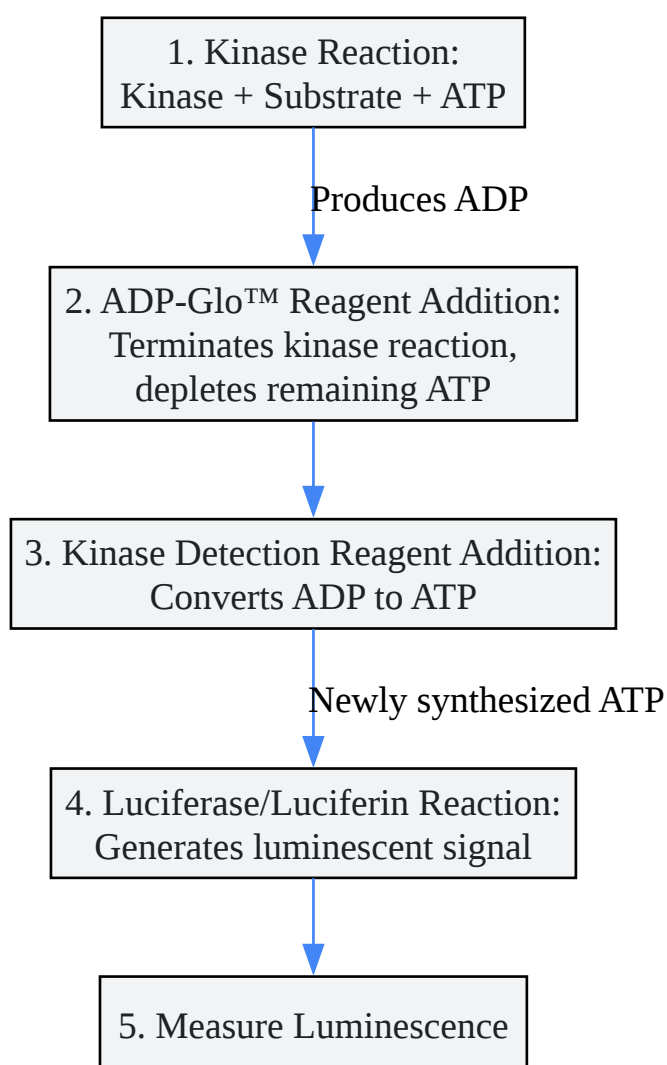 1. Kinase Reaction:
Kinase + Substrate + ATP
Produces ADP
2. ADP-Glo™ Reagent Addition:
Terminates kinase reaction,
depletes remaining ATP
3. Kinase Detection Reagent Addition:
Converts ADP to ATP
Newly synthesized ATP
4. Luciferase/Luciferin Reaction:
Generates luminescent signal
5. Measure Luminescence